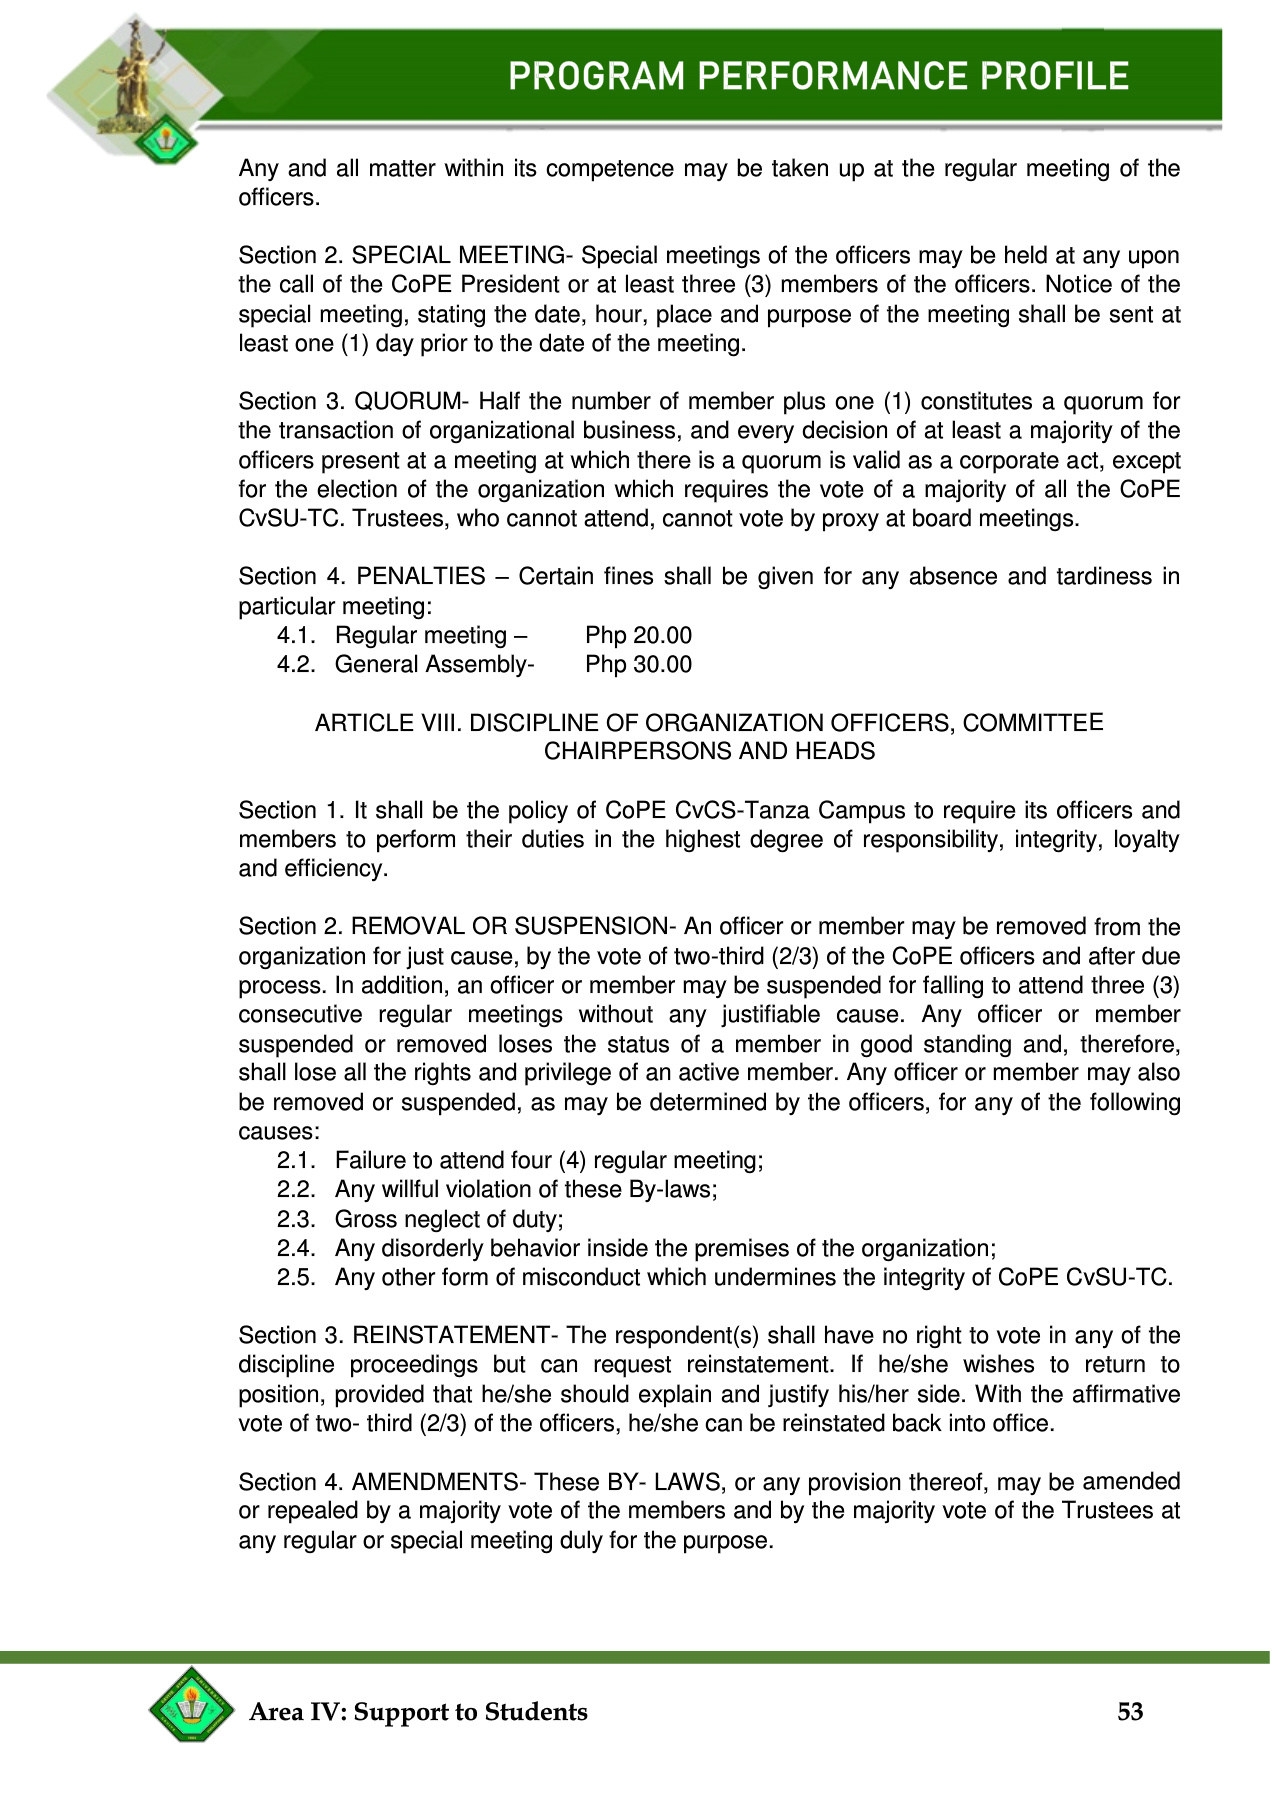 PROGRAM PERFORMANCE PROFILE
Any and all matter within its competence may be taken up at the regular meeting of the
officers.
Section 2. SPECIAL MEETING- Special meetings of the officers may be held at any upon
the call of the CoPE President or at least three (3) members of the officers. Notice of the
special meeting, stating the date, hour, place and purpose of the meeting shall be sent at
least one (1) day prior to the date of the meeting.
Section 3. QUORUM- Half the number of member plus one (1) constitutes a quorum for
the transaction of organizational business, and every decision of at least a majority of the
officers present at a meeting at which there is a quorum is valid as a corporate act, except
for the election of the organization which requires the vote of a majority of all the CoPE
CvSU-TC. Trustees, who cannot attend, cannot vote by proxy at board meetings.
Section 4. PENALTIES – Certain fines shall be given for any absence and tardiness in
particular meeting:
4.1. Regular meeting – Php 20.00
4.2. General Assembly- Php 30.00
ARTICLE VIII. DISCIPLINE OF ORGANIZATION OFFICERS, COMMITTEE
CHAIRPERSONS AND HEADS
Section 1. It shall be the policy of CoPE CvCS-Tanza Campus to require its officers and
members to perform their duties in the highest degree of responsibility, integrity, loyalty
and efficiency.
Section 2. REMOVAL OR SUSPENSION- An officer or member may be removed from the
organization for just cause, by the vote of two-third (2/3) of the CoPE officers and after due
process. In addition, an officer or member may be suspended for falling to attend three (3)
consecutive regular meetings without any justifiable cause. Any officer or member
suspended or removed loses the status of a member in good standing and, therefore,
shall lose all the rights and privilege of an active member. Any officer or member may also
be removed or suspended, as may be determined by the officers, for any of the following
causes:
2.1. Failure to attend four (4) regular meeting;
2.2. Any willful violation of these By-laws;
2.3. Gross neglect of duty;
2.4. Any disorderly behavior inside the premises of the organization;
2.5. Any other form of misconduct which undermines the integrity of CoPE CvSU-TC.
Section 3. REINSTATEMENT- The respondent(s) shall have no right to vote in any of the
discipline proceedings but can request reinstatement. If he/she wishes to return to
position, provided that he/she should explain and justify his/her side. With the affirmative
vote of two- third (2/3) of the officers, he/she can be reinstated back into office.
Section 4. AMENDMENTS- These BY- LAWS, or any provision thereof, may be amended
or repealed by a majority vote of the members and by the majority vote of the Trustees at
any regular or special meeting duly for the purpose.
Area IV: Support to Students 53